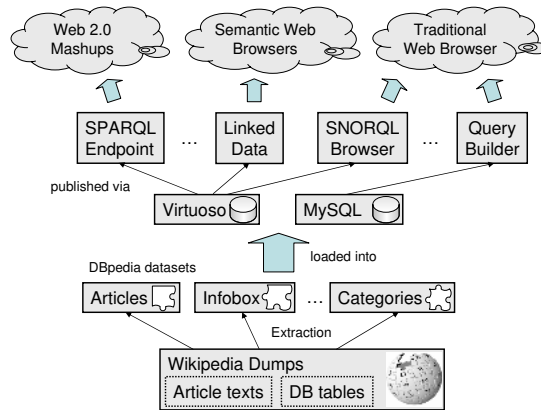 Web 2.0
Mashups
Semantic Web
Browsers
Traditional
Web Browser
SPARQL
Endpoint
...
Linked
Data
SNORQL
Browser
...
Query
Builder
published via
Virtuoso
MySQL
loaded into
DBpedia datasets
Articles
Infobox
...
Categories
Extraction
Wikipedia Dumps
Article texts
DB tables